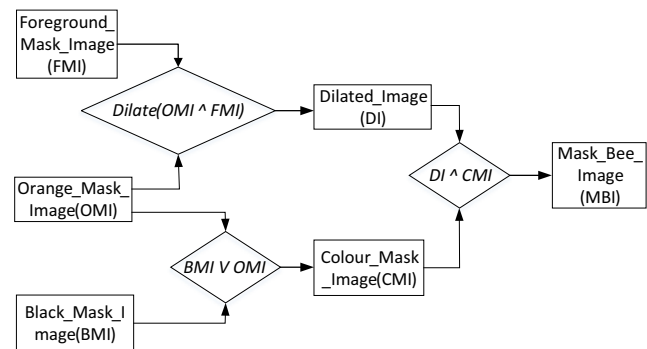 Foreground_
Mask_Image
(FMI)
Dilate(OMI ^ FMI)
Dilated_Image
(DI)
Orange_Mask_
Image(OMI)
DI ^ CMI
Mask_Bee_
Image
(MBI)
BMI V OMI
Colour_Mask
_Image(CMI)
Black_Mask_I
mage(BMI)